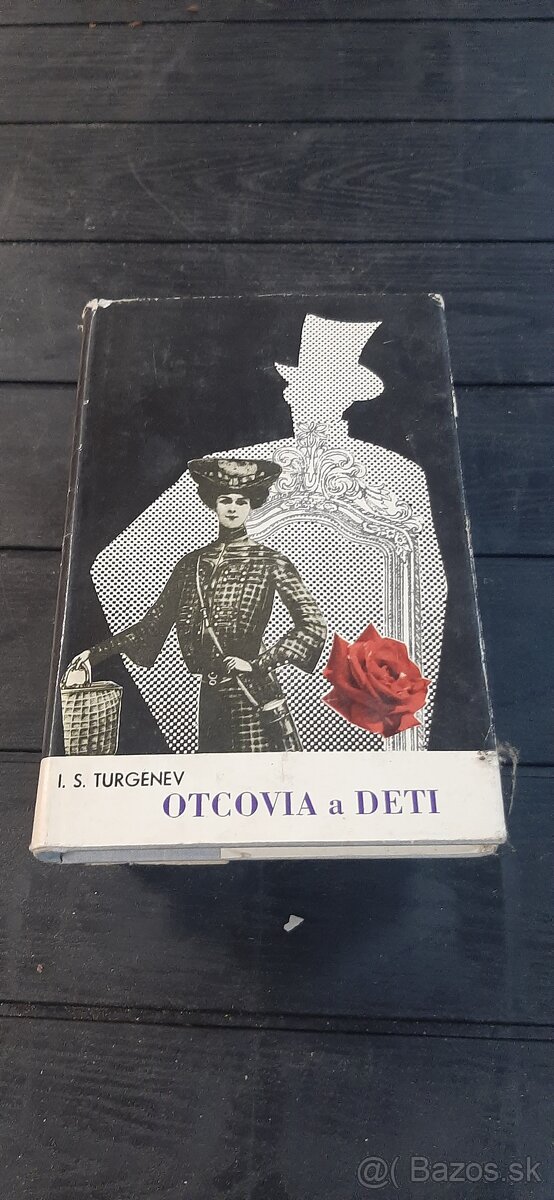 I. S. TURGENEV
OTCOVIA a DETI
@( Bazos.sk